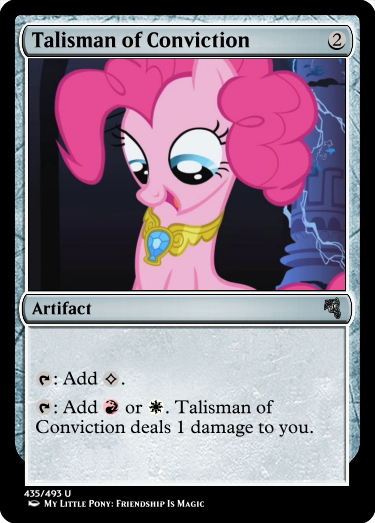 Talisman of Conviction 2
Artifact
: Add .
: Add or . Talisman of
Conviction deals 1 damage to you.
435/493 U
My Little Pony: Friendship Is Magic